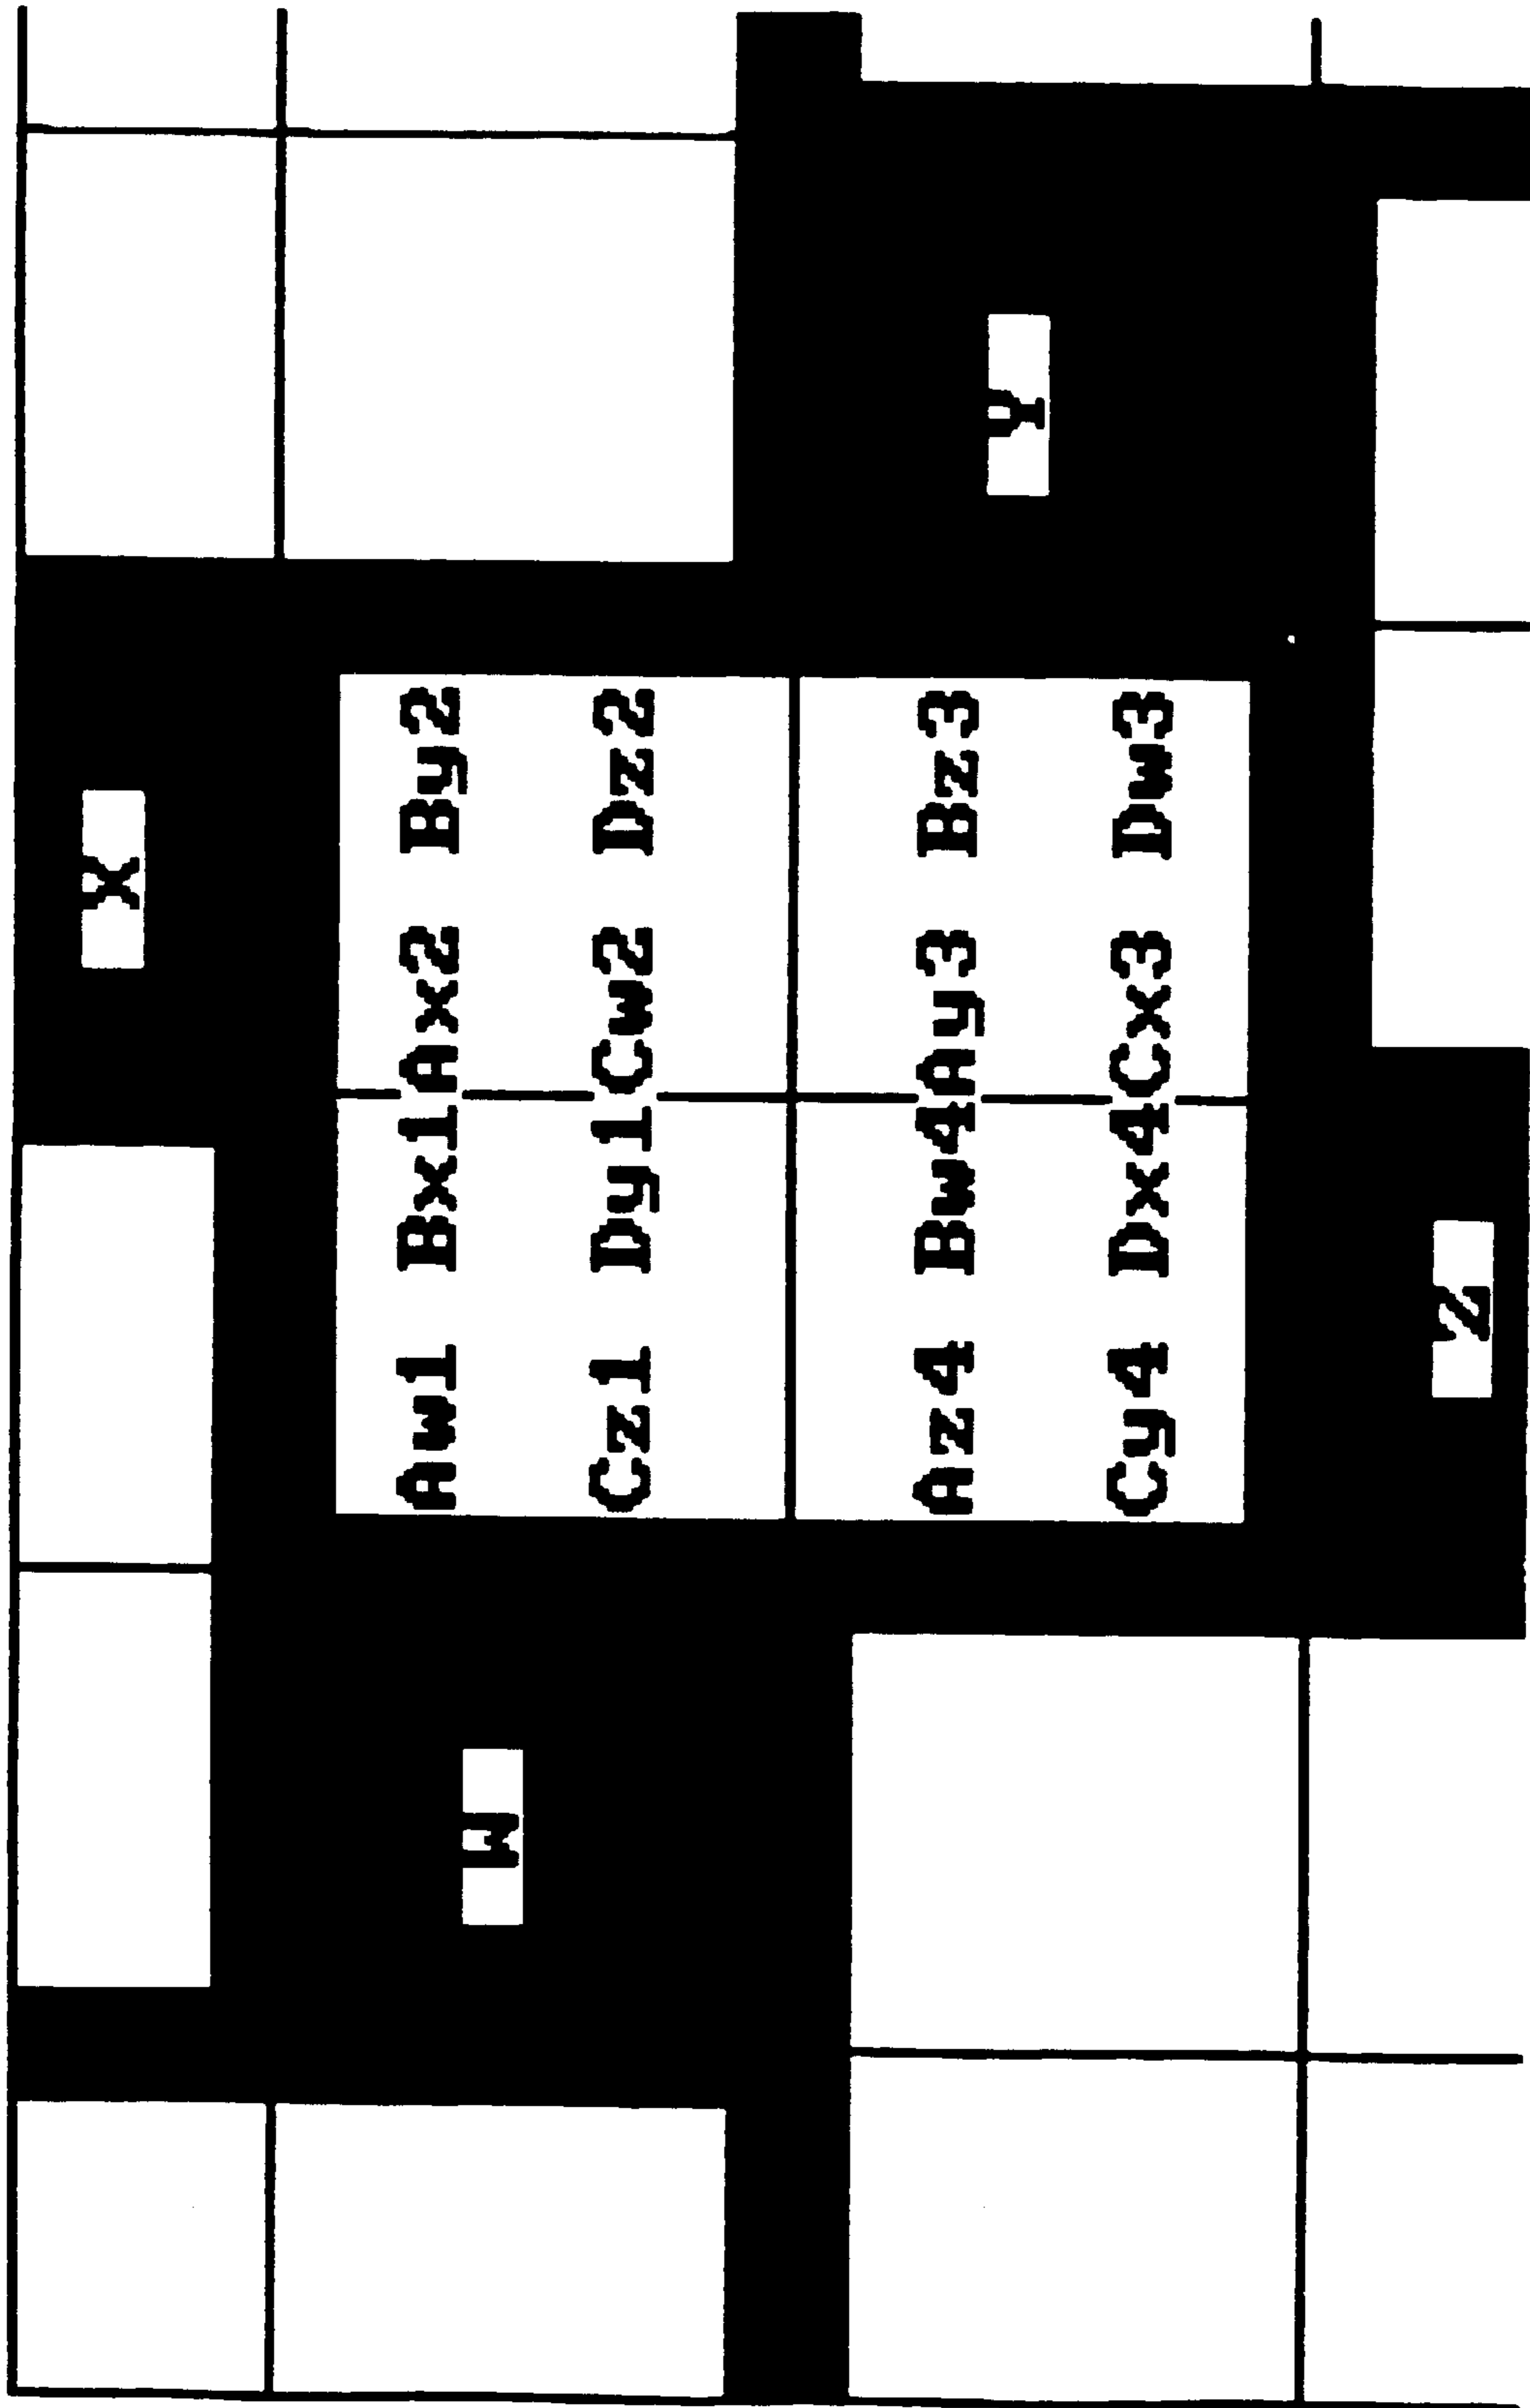 X
Aw1 Bx1 Ax2 By2
W
Cz1 Dy1 Cw2 Dz2
Az4 Bw4 Ay3 Bz3
Y
Cy4 Dx4 Cx3 Dw3
Z